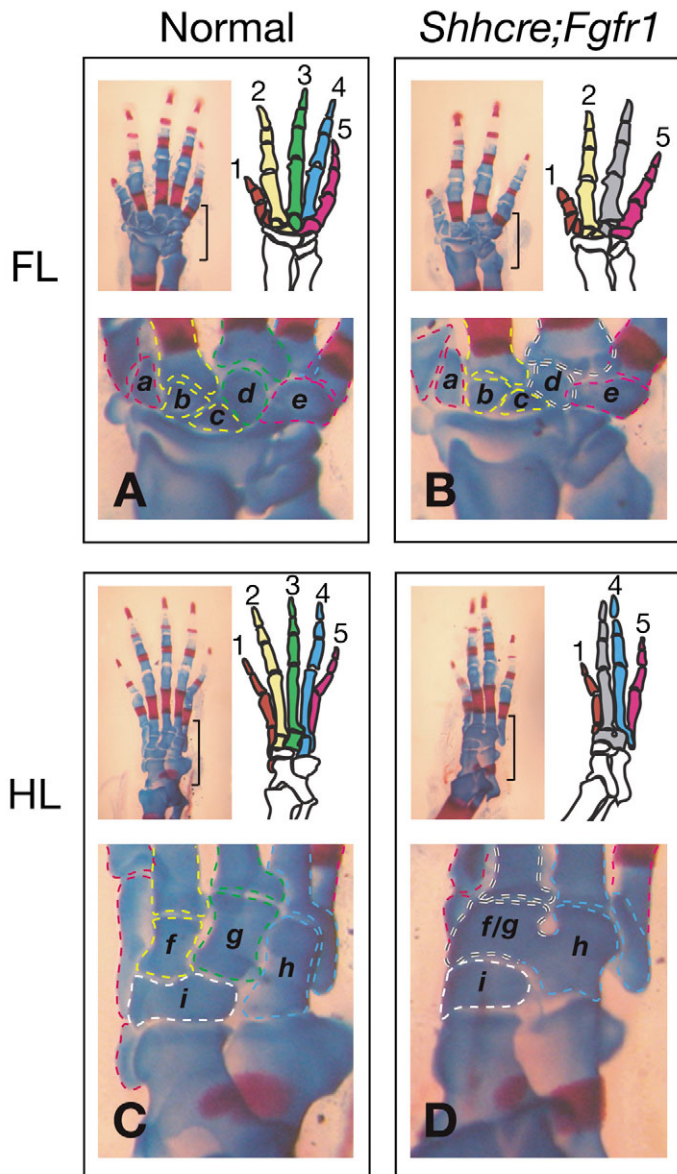 Normal
Shhcre;Fgfr1
FL
1 2 3 4 5
1 2 5
a b c d e
A
a b c d e
B
HL
1 2 3 4 5
1 4 5
f g h i
C
f/g h i
D